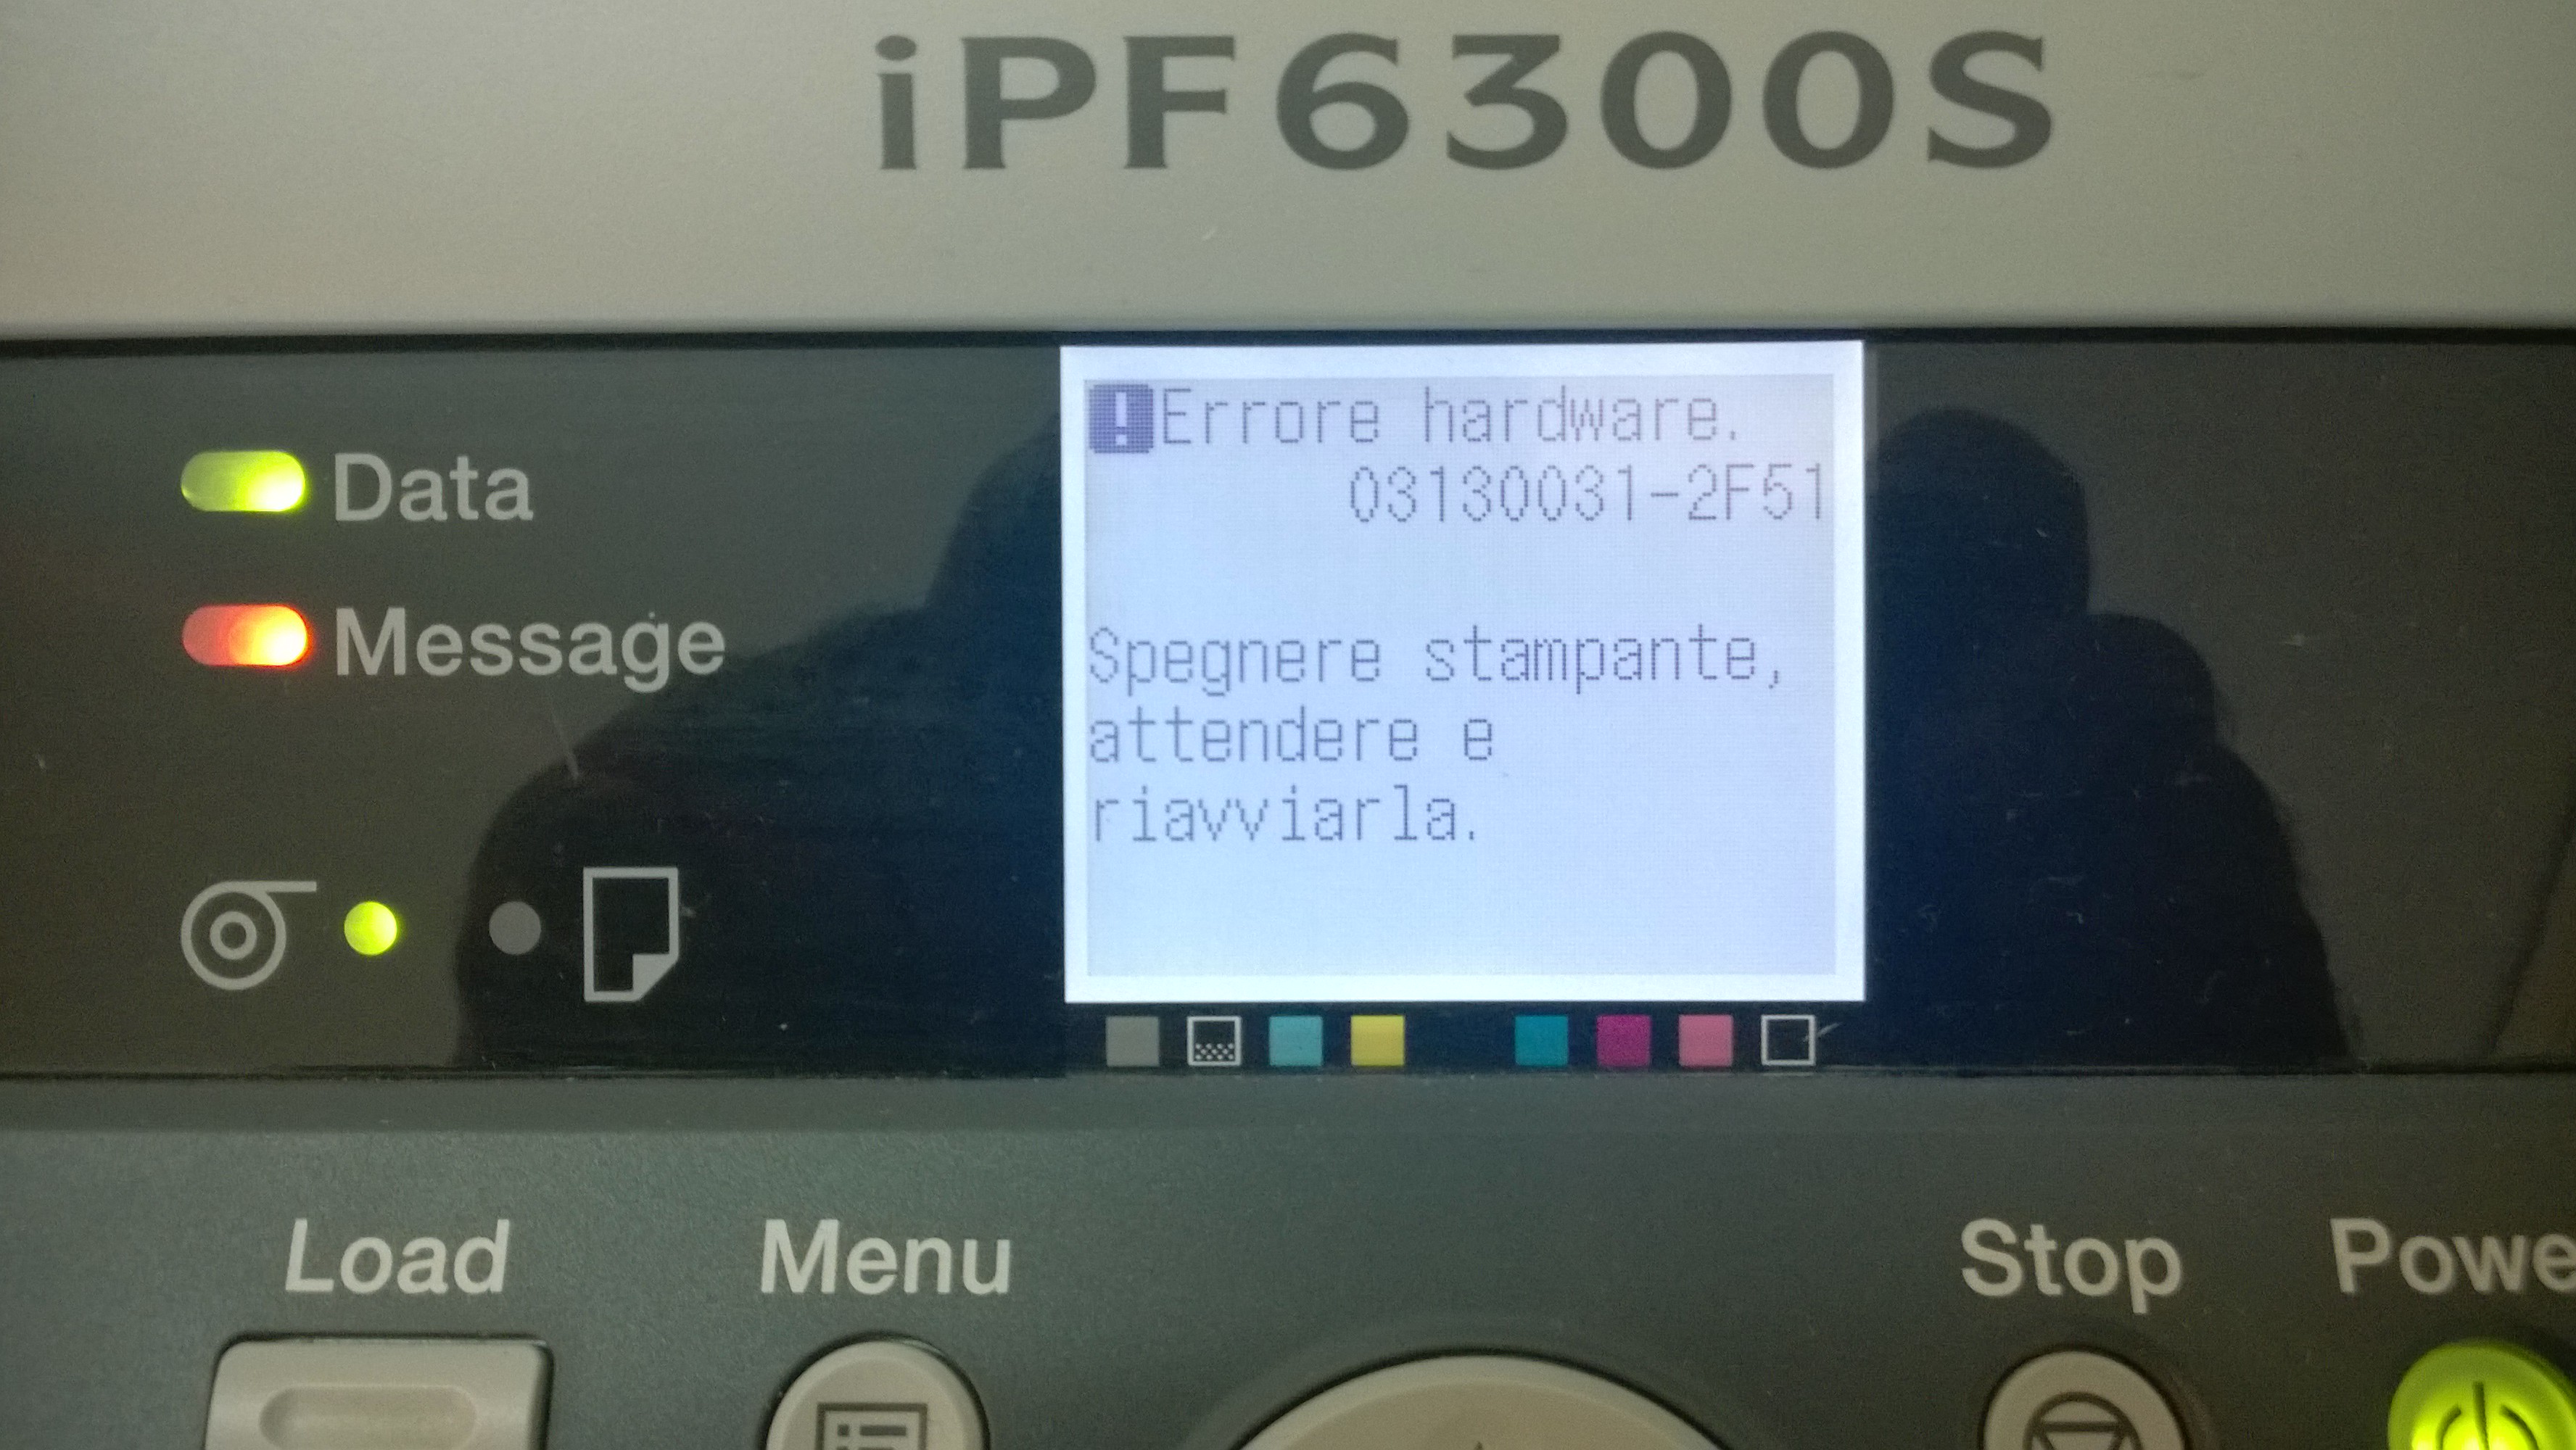 iPF6300S
!Errore hardware.
03130031-2F51
Data
Message
Spegnere stampante,
attendere e
riavviarla.
Load
Menu
Stop
Powe